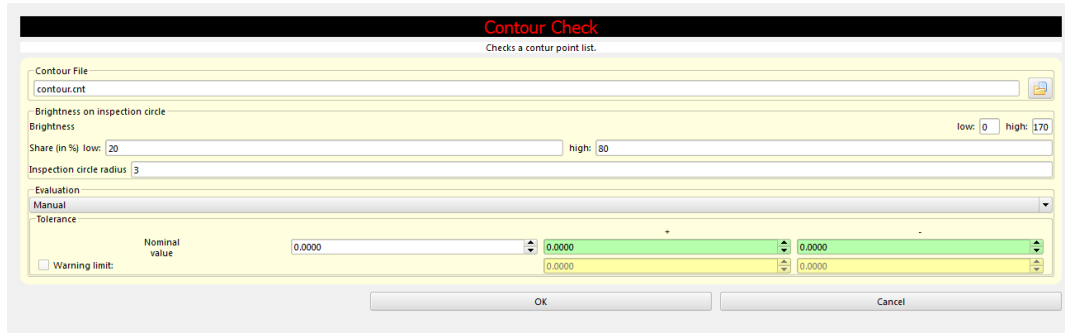 Contour Check
Checks a contur point list.
Contour File
contour.cnt
Brightness on inspection circle
Brightness low: 0 high: 170
Share (in %) low: 20 high: 80
Inspection circle radius 3
Evaluation
Manual
Tolerance
+ -
Nominal value 0.0000 0.0000 0.0000
Warning limit: 0.0000 0.0000
OK Cancel